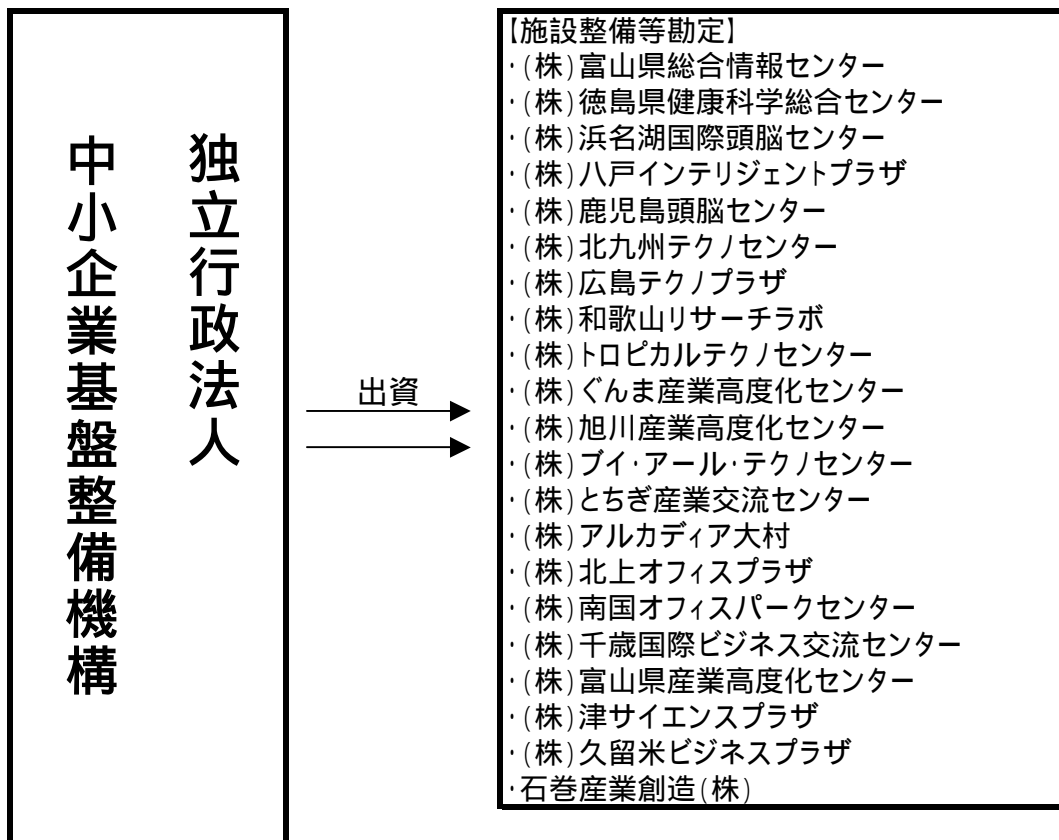 独立行政法人
中小企業基盤整備機構
出資
【施設整備等勘定】
・(株)富山県総合情報センター
・(株)徳島県健康科学総合センター
・(株)浜名湖国際頭脳センター
・(株)八戸インテリジェントプラザ
・(株)鹿児島頭脳センター
・(株)北九州テクノセンター
・(株)広島テクノプラザ
・(株)和歌山リサーチラボ
・(株)トロピカルテクノセンター
・(株)ぐんま産業高度化センター
・(株)旭川産業高度化センター
・(株)ブイ・アール・テクノセンター
・(株)とちぎ産業交流センター
・(株)アルカディア大村
・(株)北上オフィスプラザ
・(株)南国オフィスパークセンター
・(株)千歳国際ビジネス交流センター
・(株)富山県産業高度化センター
・(株)津サイエンスプラザ
・(株)久留米ビジネスプラザ
・石巻産業創造(株)